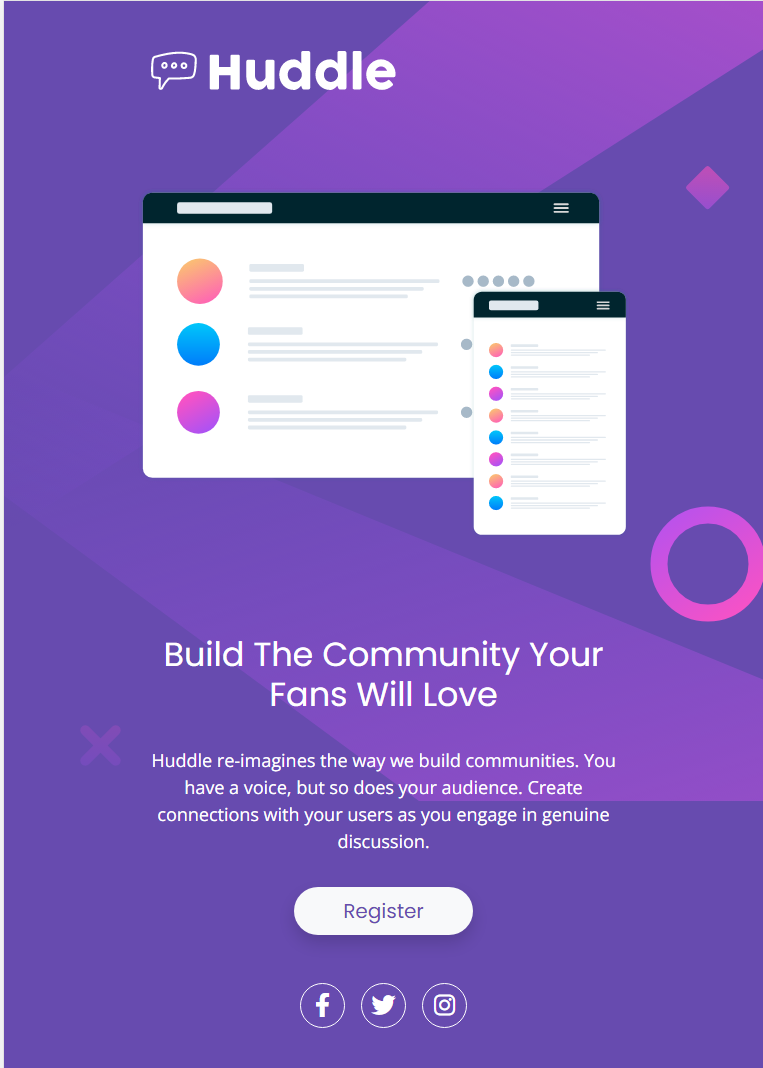 Huddle
Build The Community Your
Fans Will Love
Huddle re-imagines the way we build communities. You
have a voice, but so does your audience. Create
connections with your users as you engage in genuine
discussion.
Register